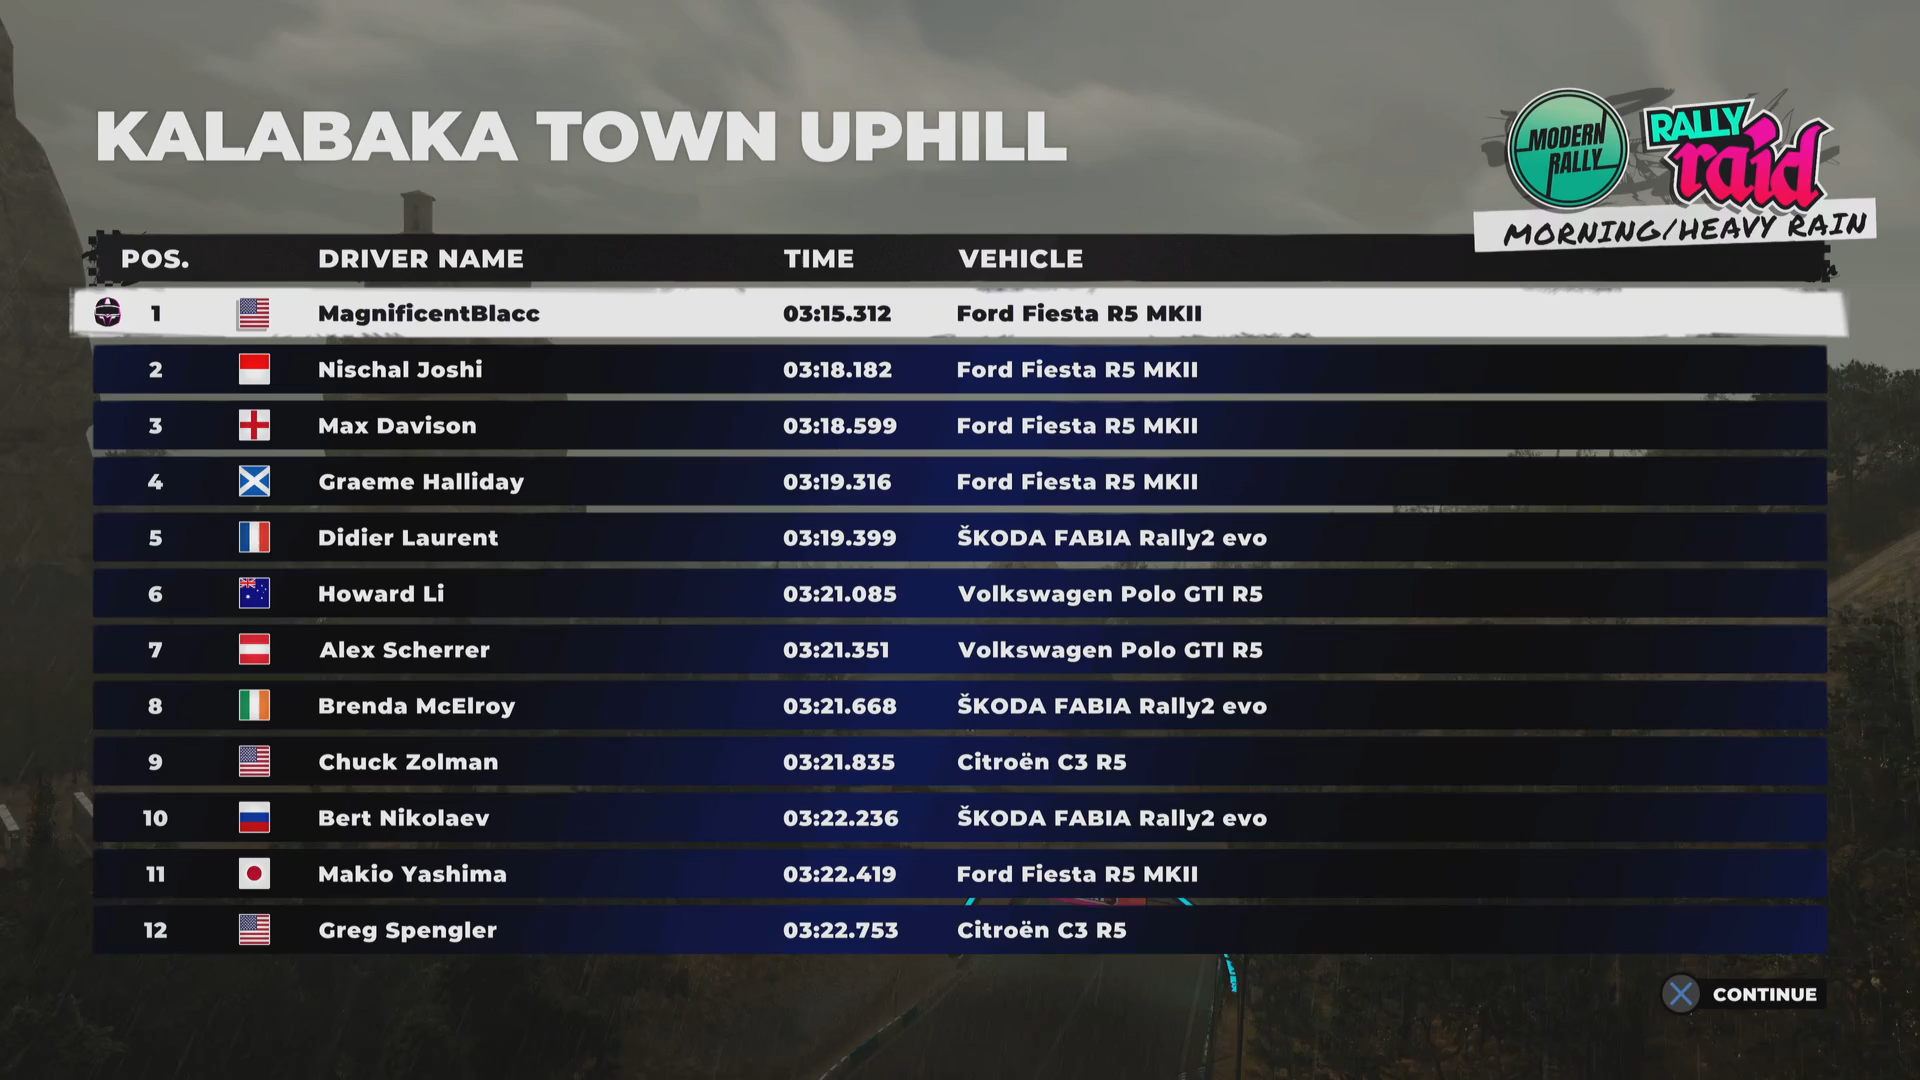 KALABAKA TOWN UPHILL
MODERN RALLY
RALLY raid
MORNING/HEAVY RAIN
POS. DRIVER NAME TIME VEHICLE
1 MagnificentBlacc 03:15.312 Ford Fiesta R5 MKII
2 Nischal Joshi 03:18.182 Ford Fiesta R5 MKII
3 Max Davison 03:18.599 Ford Fiesta R5 MKII
4 Graeme Halliday 03:19.316 Ford Fiesta R5 MKII
5 Didier Laurent 03:19.399 ŠKODA FABIA Rally2 evo
6 Howard Li 03:21.085 Volkswagen Polo GTI R5
7 Alex Scherrer 03:21.351 Volkswagen Polo GTI R5
8 Brenda McElroy 03:21.668 ŠKODA FABIA Rally2 evo
9 Chuck Zolman 03:21.835 Citroën C3 R5
10 Bert Nikolaev 03:22.236 ŠKODA FABIA Rally2 evo
11 Makio Yashima 03:22.419 Ford Fiesta R5 MKII
12 Greg Spengler 03:22.753 Citroën C3 R5
CONTINUE